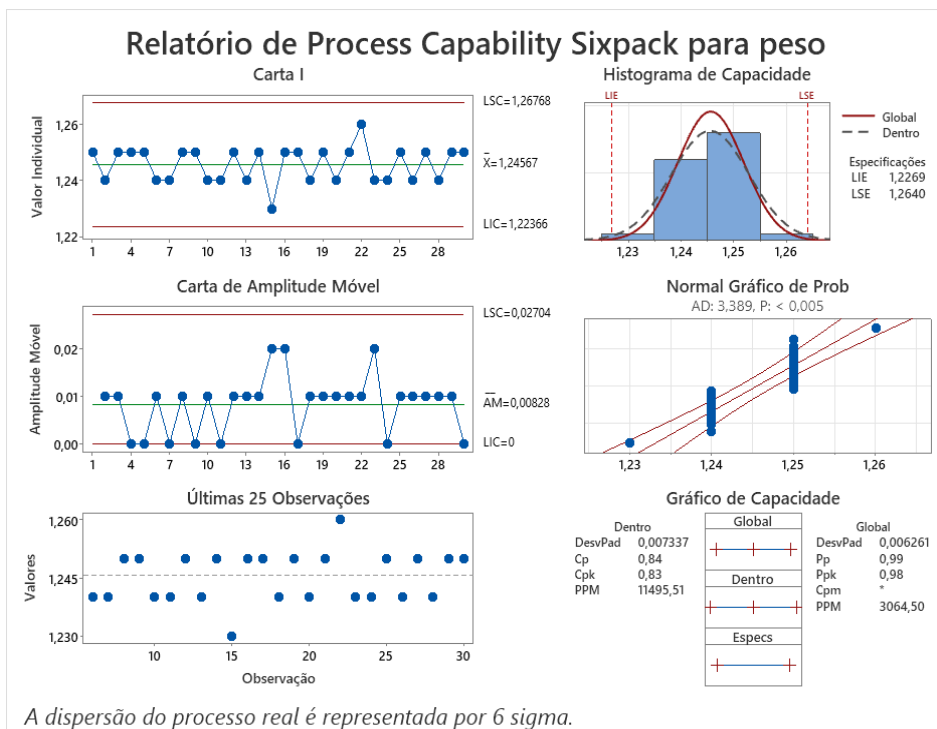 Relatório de Process Capability Sixpack para peso
Carta I
Valor Individual
1,26
1,24
1,22
1 4 7 10 13 16 19 22 25 28
LSC=1,26768
X̄=1,24567
LIC=1,22366
Histograma de Capacidade
LIE LSE
1,23 1,24 1,25 1,26
Global
Dentro
Especificações
LIE 1,2269
LSE 1,2640
Carta de Amplitude Móvel
Amplitude Móvel
0,02
0,01
0,00
1 4 7 10 13 16 19 22 25 28
LSC=0,02704
A̅M̅=0,00828
LIC=0
Normal Gráfico de Prob
AD: 3,389, P: < 0,005
1,23 1,24 1,25 1,26
Últimas 25 Observações
Valores
1,260
1,245
1,230
10 15 20 25 30
Observação
Gráfico de Capacidade
Dentro
DesvPad 0,007337
Cp 0,84
Cpk 0,83
PPM 11495,51
Global
Dentro
Especs
Global
DesvPad 0,006261
Pp 0,99
Ppk 0,98
Cpm *
PPM 3064,50
A dispersão do processo real é representada por 6 sigma.